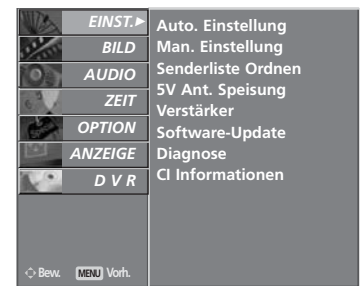 EINST.
BILD
AUDIO
ZEIT
OPTION
ANZEIGE
D V R
Auto. Einstellung
Man. Einstellung
Senderliste Ordnen
5V Ant. Speisung
Verstärker
Software-Update
Diagnose
CI Informationen
Bew. MENU Vorh.